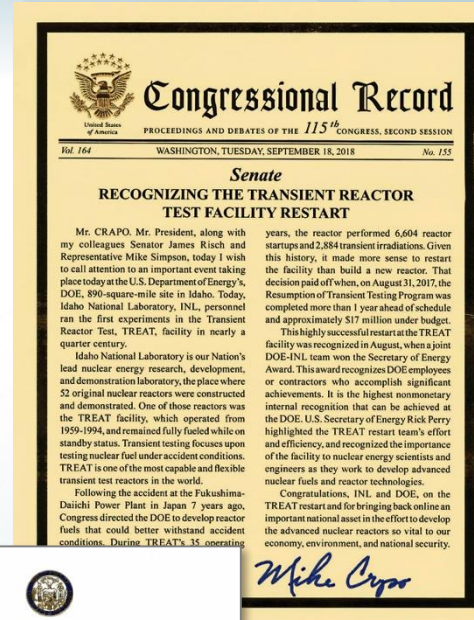 United States
of America
Congressional Record
PROCEEDINGS AND DEBATES OF THE 115th CONGRESS, SECOND SESSION
Vol. 164 WASHINGTON, TUESDAY, SEPTEMBER 18, 2018 No. 155
Senate
RECOGNIZING THE TRANSIENT REACTOR
TEST FACILITY RESTART
Mr. CRAPO. Mr. President, along with
my colleagues Senator James Risch and
Representative Mike Simpson, today I wish
to call attention to an important event taking
place today at the U.S. Department of Energy's,
DOE, 890-square-mile site in Idaho. Today,
Idaho National Laboratory, INL, personnel
ran the first experiments in the Transient
Reactor Test, TREAT, facility in nearly a
quarter century.
Idaho National Laboratory is our Nation's
lead nuclear energy research, development,
and demonstration laboratory, the place where
52 original nuclear reactors were constructed
and demonstrated. One of those reactors was
the TREAT facility, which operated from
1959-1994, and remained fully fueled while on
standby status. Transient testing focuses upon
testing nuclear fuel under accident conditions.
TREAT is one of the most capable and flexible
transient test reactors in the world.
Following the accident at the Fukushima-
Daiichi Power Plant in Japan 7 years ago,
Congress directed the DOE to develop reactor
fuels that could better withstand accident
conditions. During TREAT's 35 operating
years, the reactor performed 6,604 reactor
startups and 2,884 transient irradiations. Given
this history, it made more sense to restart
the facility than build a new reactor. That
decision paid off when, on August 31, 2017, the
Resumption of Transient Testing Program was
completed more than 1 year ahead of schedule
and approximately $17 million under budget.
This highly successful restart at the TREAT
facility was recognized in August, when a joint
DOE-INL team won the Secretary of Energy
Award. This award recognizes DOE employees
or contractors who accomplish significant
achievements. It is the highest nonmonetary
internal recognition that can be achieved at
the DOE. U.S. Secretary of Energy Rick Perry
highlighted the TREAT restart team's effort
and efficiency, and recognized the importance
of the facility to nuclear energy scientists and
engineers as they work to develop advanced
nuclear fuels and reactor technologies.
Congratulations, INL and DOE, on the
TREAT restart and for bringing back online an
important national asset in the effort to develop
the advanced nuclear reactors so vital to our
economy, environment, and national security.
Mike Crapo